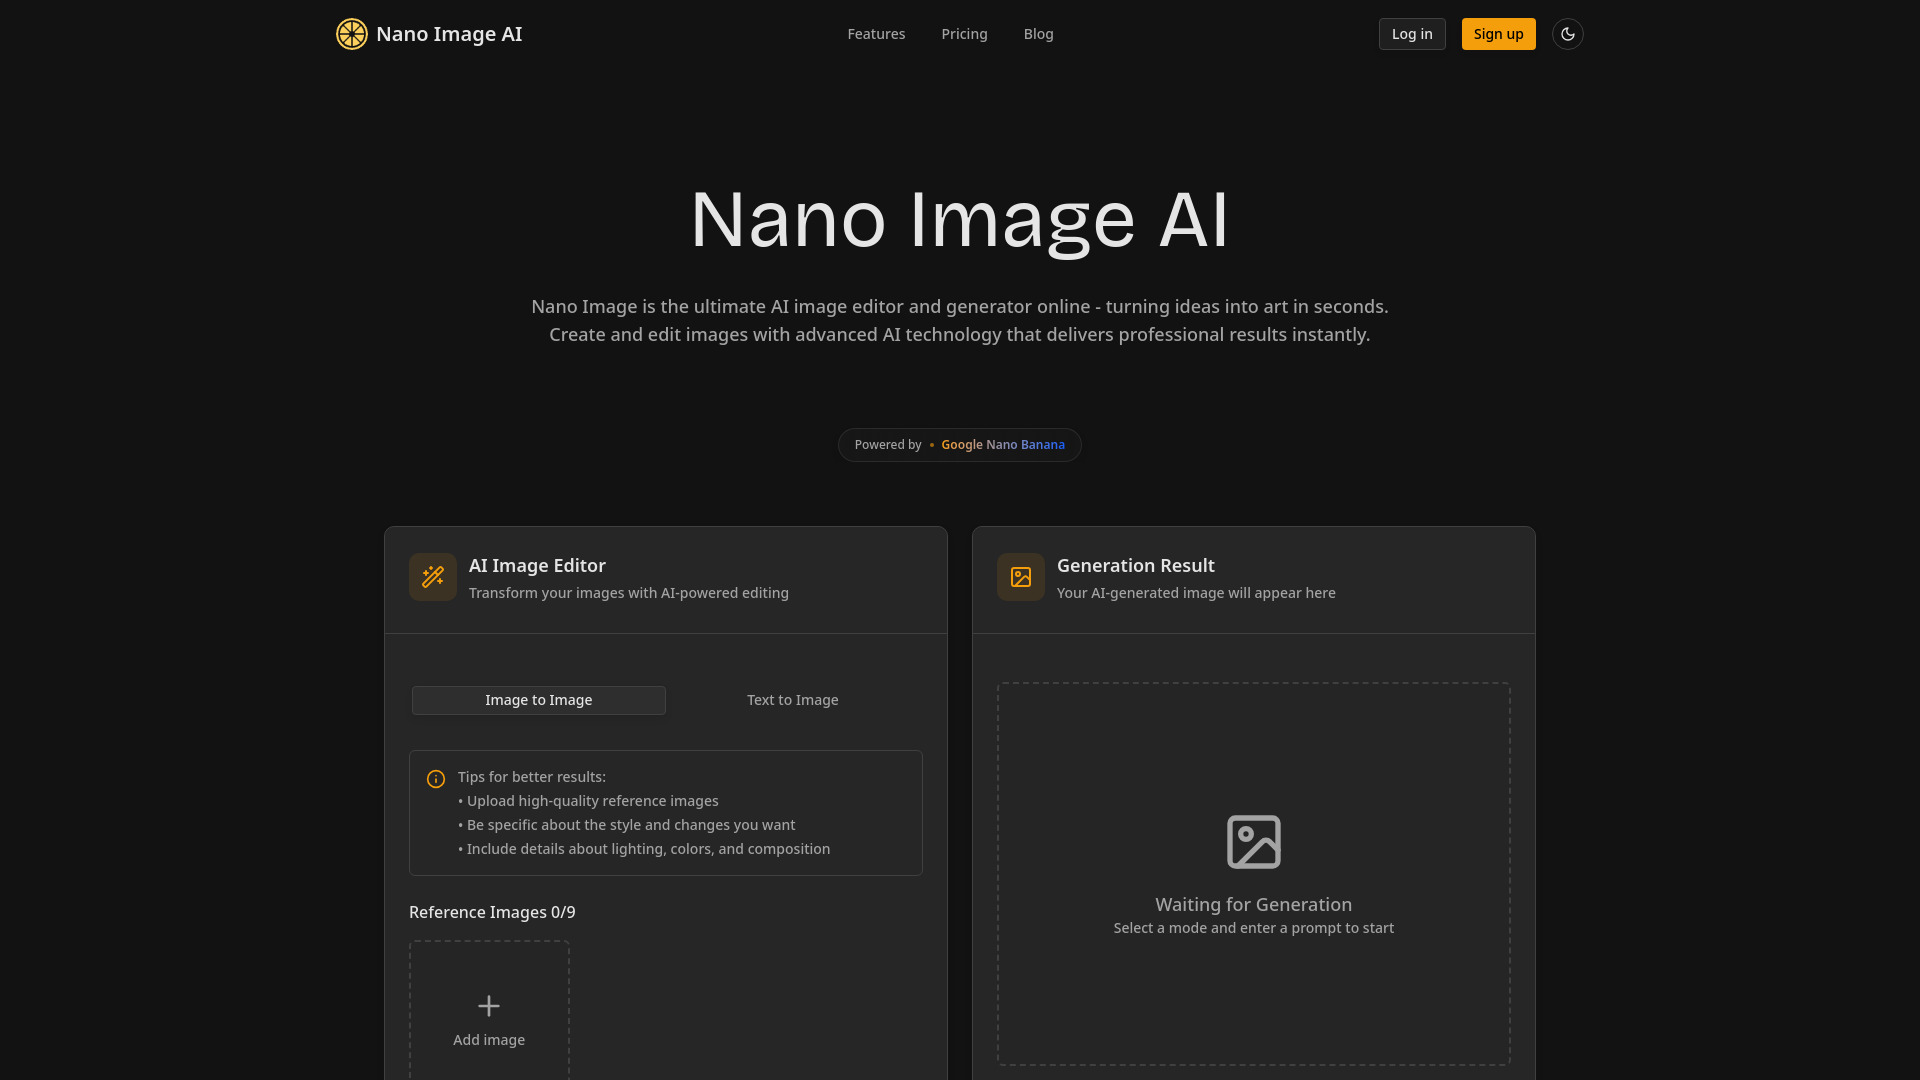 Nano Image AI
Features
Pricing
Blog
Log in
Sign up
Nano Image AI
Nano Image is the ultimate AI image editor and generator online - turning ideas into art in seconds.
Create and edit images with advanced AI technology that delivers professional results instantly.
Powered by • Google Nano Banana
AI Image Editor
Transform your images with AI-powered editing
Image to Image
Text to Image
Tips for better results:
• Upload high-quality reference images
• Be specific about the style and changes you want
• Include details about lighting, colors, and composition
Reference Images 0/9
Add image
Generation Result
Your AI-generated image will appear here
Waiting for Generation
Select a mode and enter a prompt to start